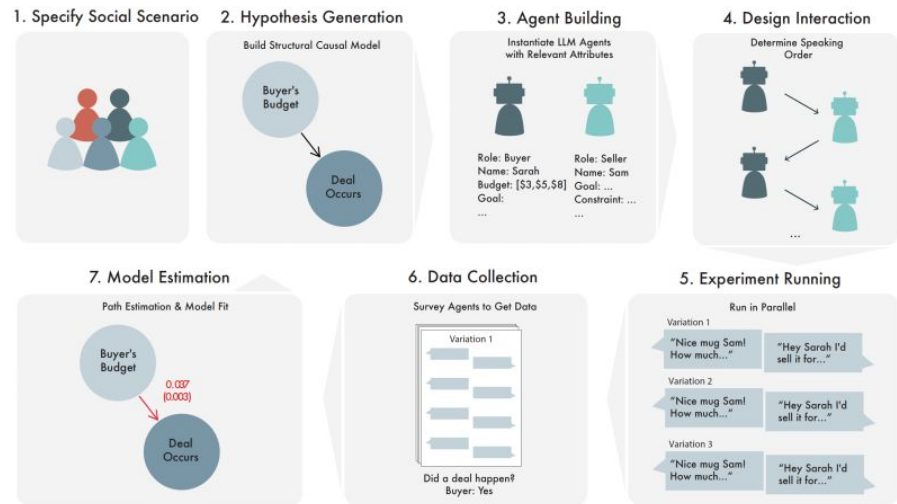 1. Specify Social Scenario
2. Hypothesis Generation
Build Structural Causal Model
Buyer's
Budget
Deal
Occurs
3. Agent Building
Instantiate LLM Agents
with Relevant Attributes
Role: Buyer
Name: Sarah
Budget: [$3,$5,$8]
Goal:
...
Role: Seller
Name: Sam
Goal: ...
Constraint: ...
...
4. Design Interaction
Determine Speaking
Order
...
5. Experiment Running
Run in Parallel
Variation 1
"Nice mug Sam!
How much..."
"Hey Sarah I'd
sell it for..."
Variation 2
"Nice mug Sam!
How much..."
"Hey Sarah I'd
sell it for..."
Variation 3
"Nice mug Sam!
How much..."
"Hey Sarah I'd
sell it for..."
6. Data Collection
Survey Agents to Get Data
Variation 1
Did a deal happen?
Buyer: Yes
7. Model Estimation
Path Estimation & Model Fit
Buyer's
Budget
0.037
(0.003)
Deal
Occurs